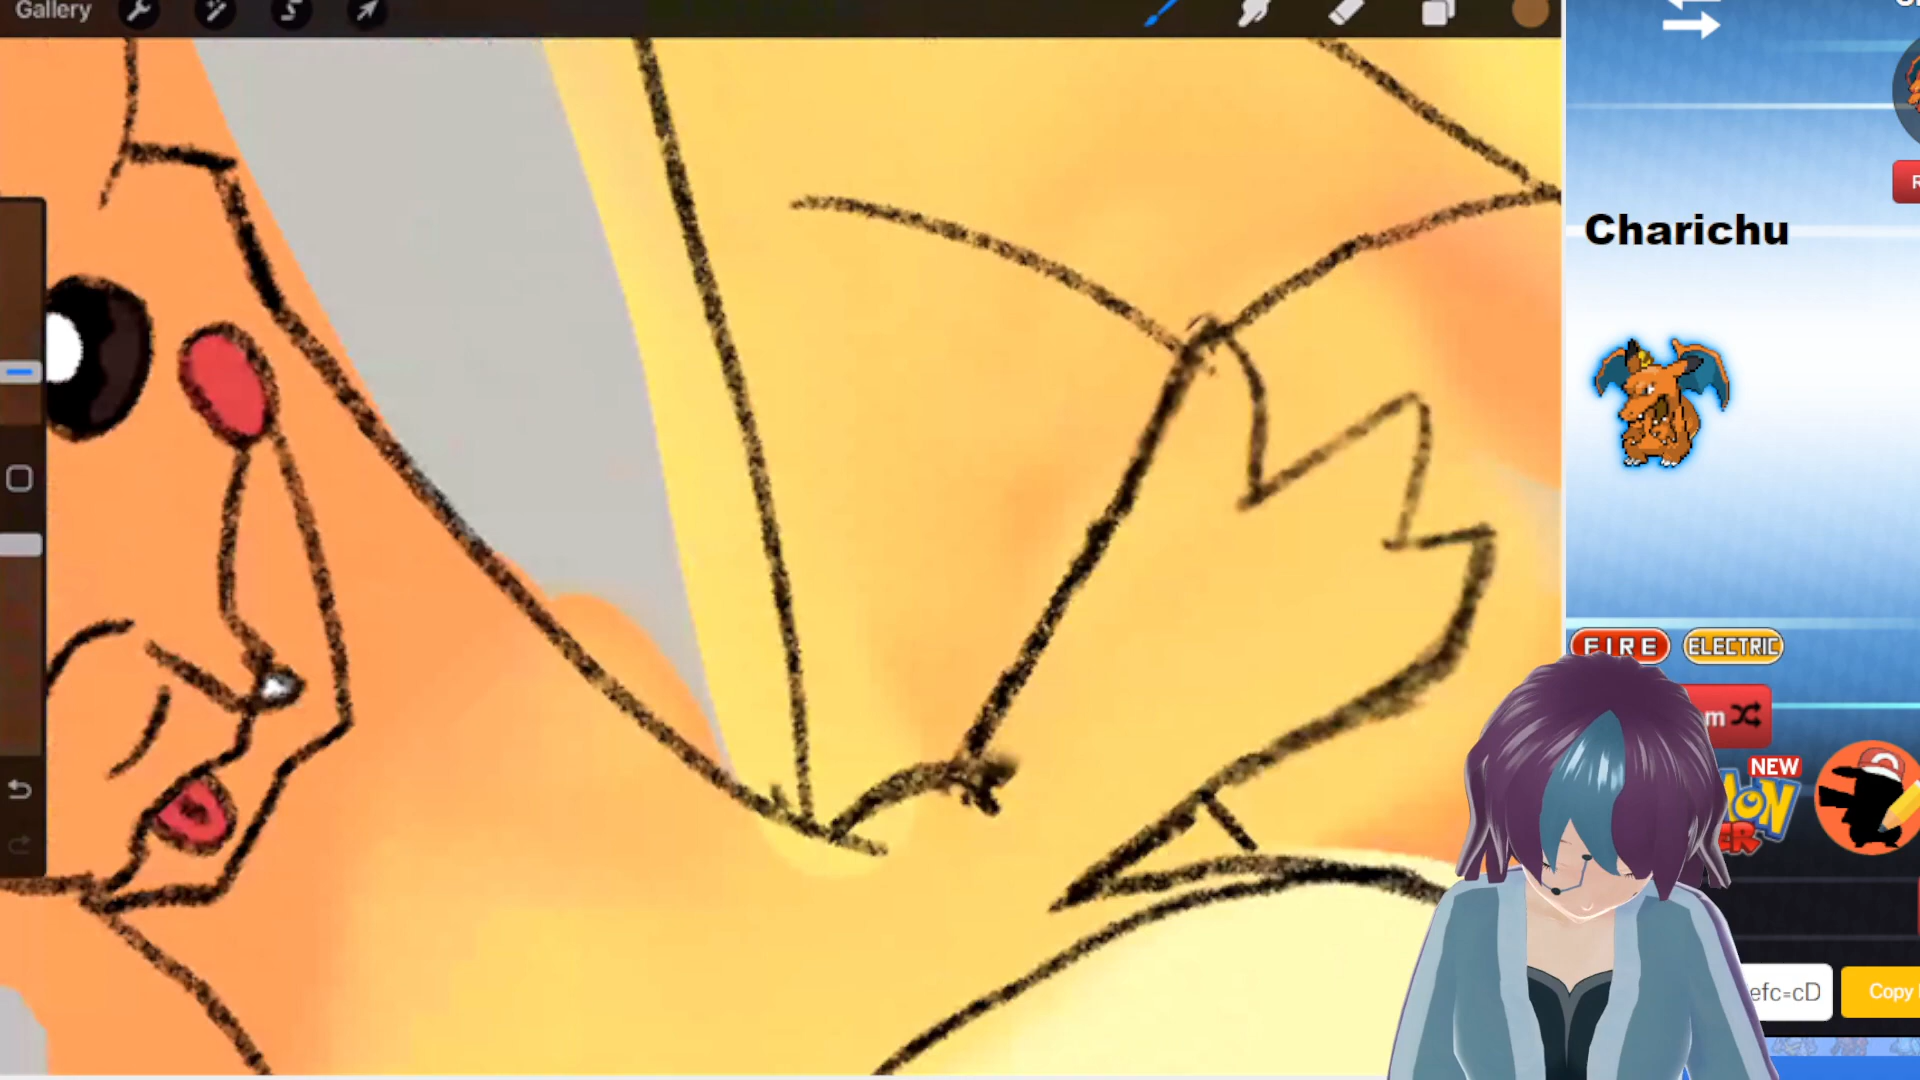 Gallery
Charichu
FIRE
ELECTRIC
NEW
efc=cD
Copy